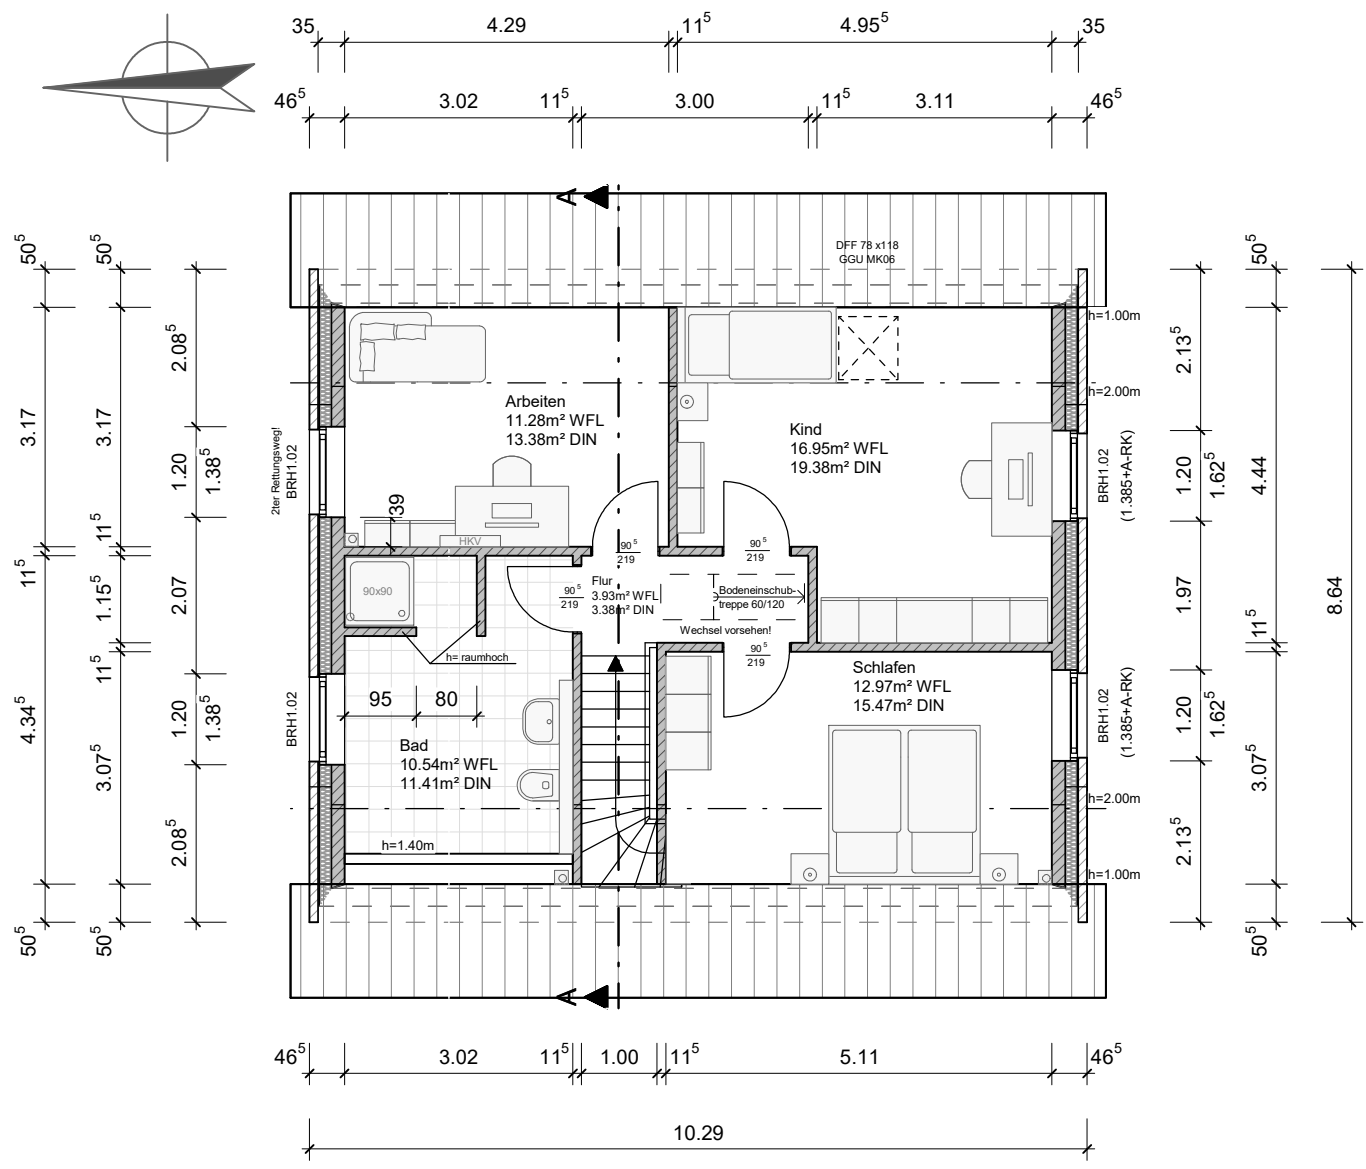 35
4.29
11⁵
4.95⁵
35
46⁵
3.02
11⁵
3.00
11⁵
3.11
46⁵
A
DFF 78 x118
GGU MK06
50⁵
50⁵
2.08⁵
3.17
3.17
1.20
1.38⁵
2ter Rettungsweg!
BRH1.02
11⁵
11⁵
1.15⁵
2.07
11⁵
4.34⁵
3.07⁵
1.20
1.38⁵
BRH1.02
2.08⁵
50⁵
50⁵
h=1.00m
h=2.00m
Arbeiten
11.28m² WFL
13.38m² DIN
Kind
16.95m² WFL
19.38m² DIN
39
HKV
90⁵
219
90⁵
219
90x90
90⁵
219
Flur
3.93m² WFL
3.38m² DIN
Bodeneinschub-
treppe 60/120
Wechsel vorsehen!
90⁵
219
h= raumhoch
Schlafen
12.97m² WFL
15.47m² DIN
95
80
Bad
10.54m² WFL
11.41m² DIN
h=1.40m
h=2.00m
h=1.00m
BRH1.02
(1.385+A-RK)
BRH1.02
(1.385+A-RK)
2.13⁵
1.20
1.62⁵
1.97
1.20
1.62⁵
2.13⁵
50⁵
4.44
11⁵
3.07⁵
50⁵
8.64
A
46⁵
3.02
11⁵
1.00
11⁵
5.11
46⁵
10.29